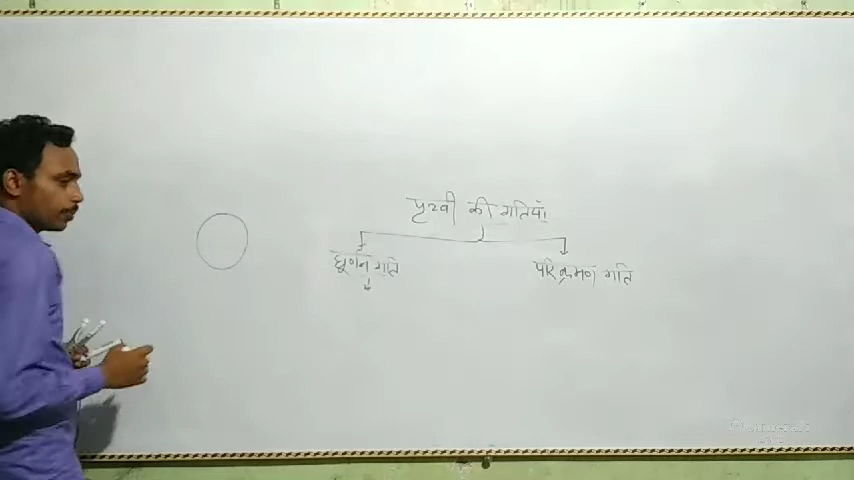 पृथ्वी की गतियां
घूर्णन गति
परिक्रमण गति